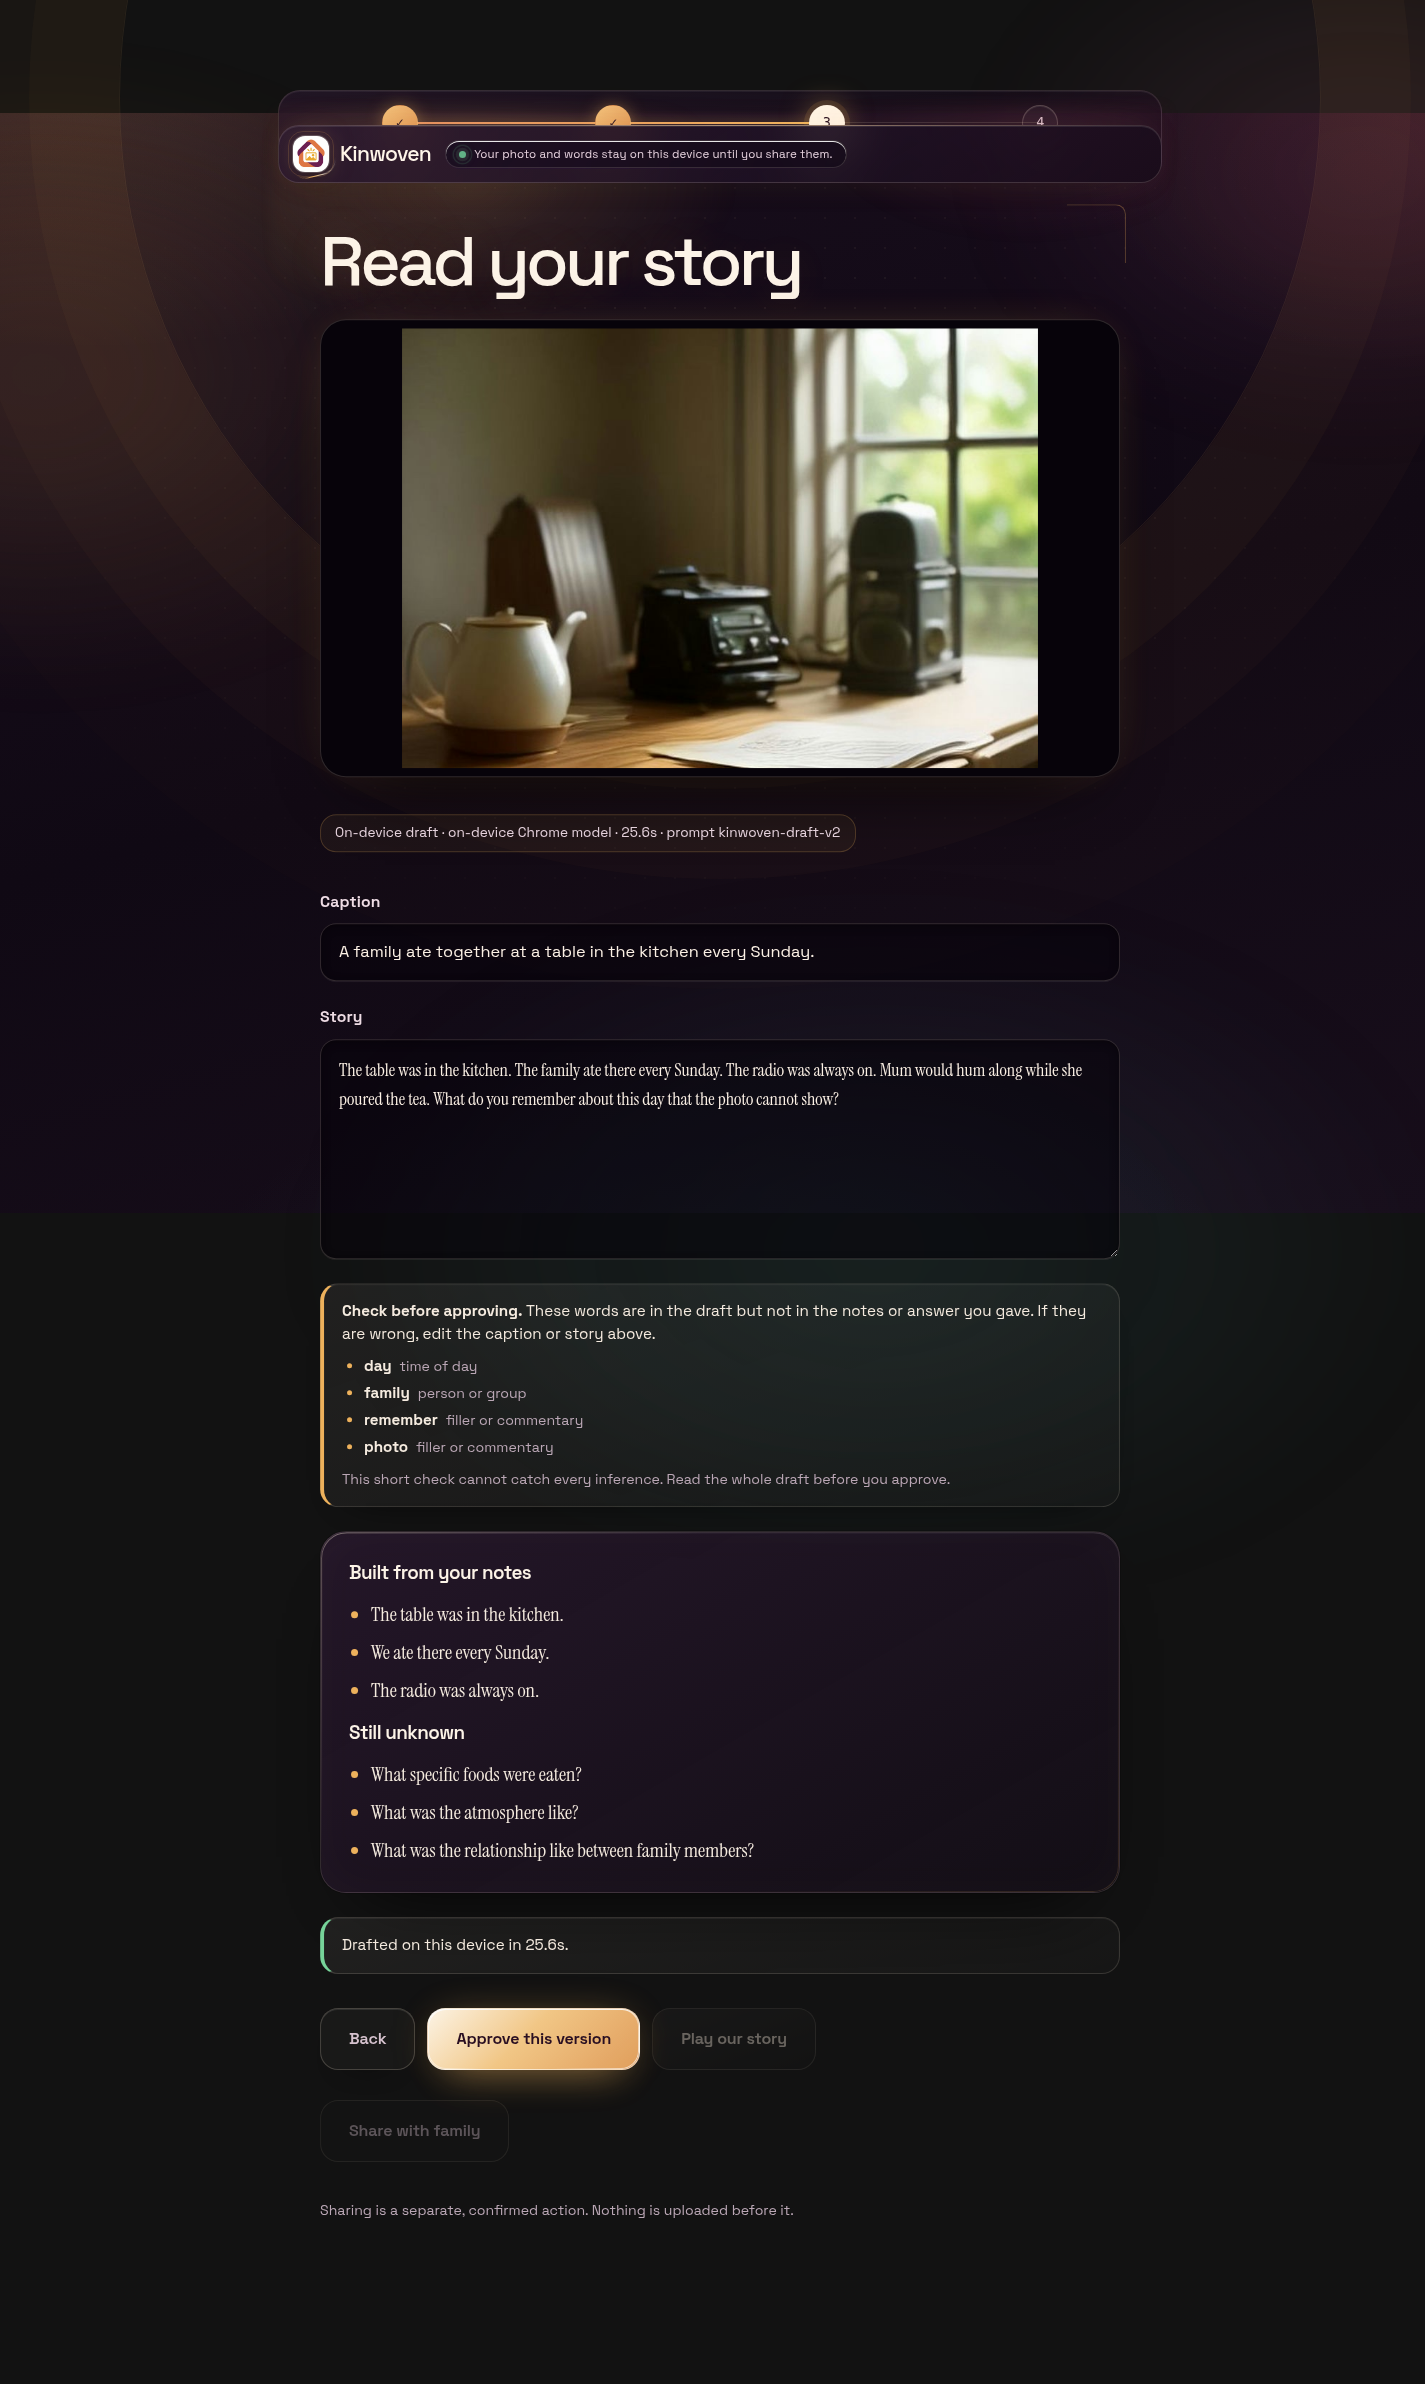 ✓ ✓ 3 4
Kinwoven
Your photo and words stay on this device until you share them.
Read your story
On-device draft · on-device Chrome model · 25.6s · prompt kinwoven-draft-v2
Caption
A family ate together at a table in the kitchen every Sunday.
Story
The table was in the kitchen. The family ate there every Sunday. The radio was always on. Mum would hum along while she
poured the tea. What do you remember about this day that the photo cannot show?
Check before approving. These words are in the draft but not in the notes or answer you gave. If they
are wrong, edit the caption or story above.
day time of day
family person or group
remember filler or commentary
photo filler or commentary
This short check cannot catch every inference. Read the whole draft before you approve.
Built from your notes
The table was in the kitchen.
We ate there every Sunday.
The radio was always on.
Still unknown
What specific foods were eaten?
What was the atmosphere like?
What was the relationship like between family members?
Drafted on this device in 25.6s.
Back
Approve this version
Play our story
Share with family
Sharing is a separate, confirmed action. Nothing is uploaded before it.